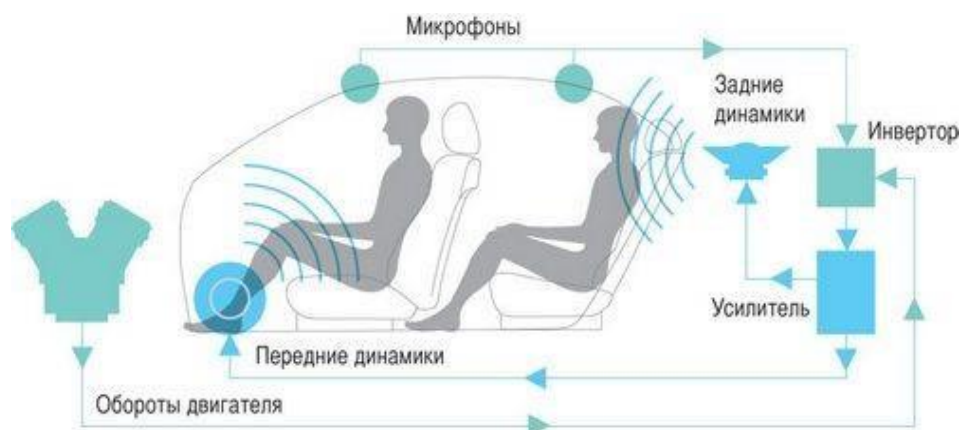 Микрофоны
Задние
динамики
Инвертор
Усилитель
Передние динамики
Обороты двигателя